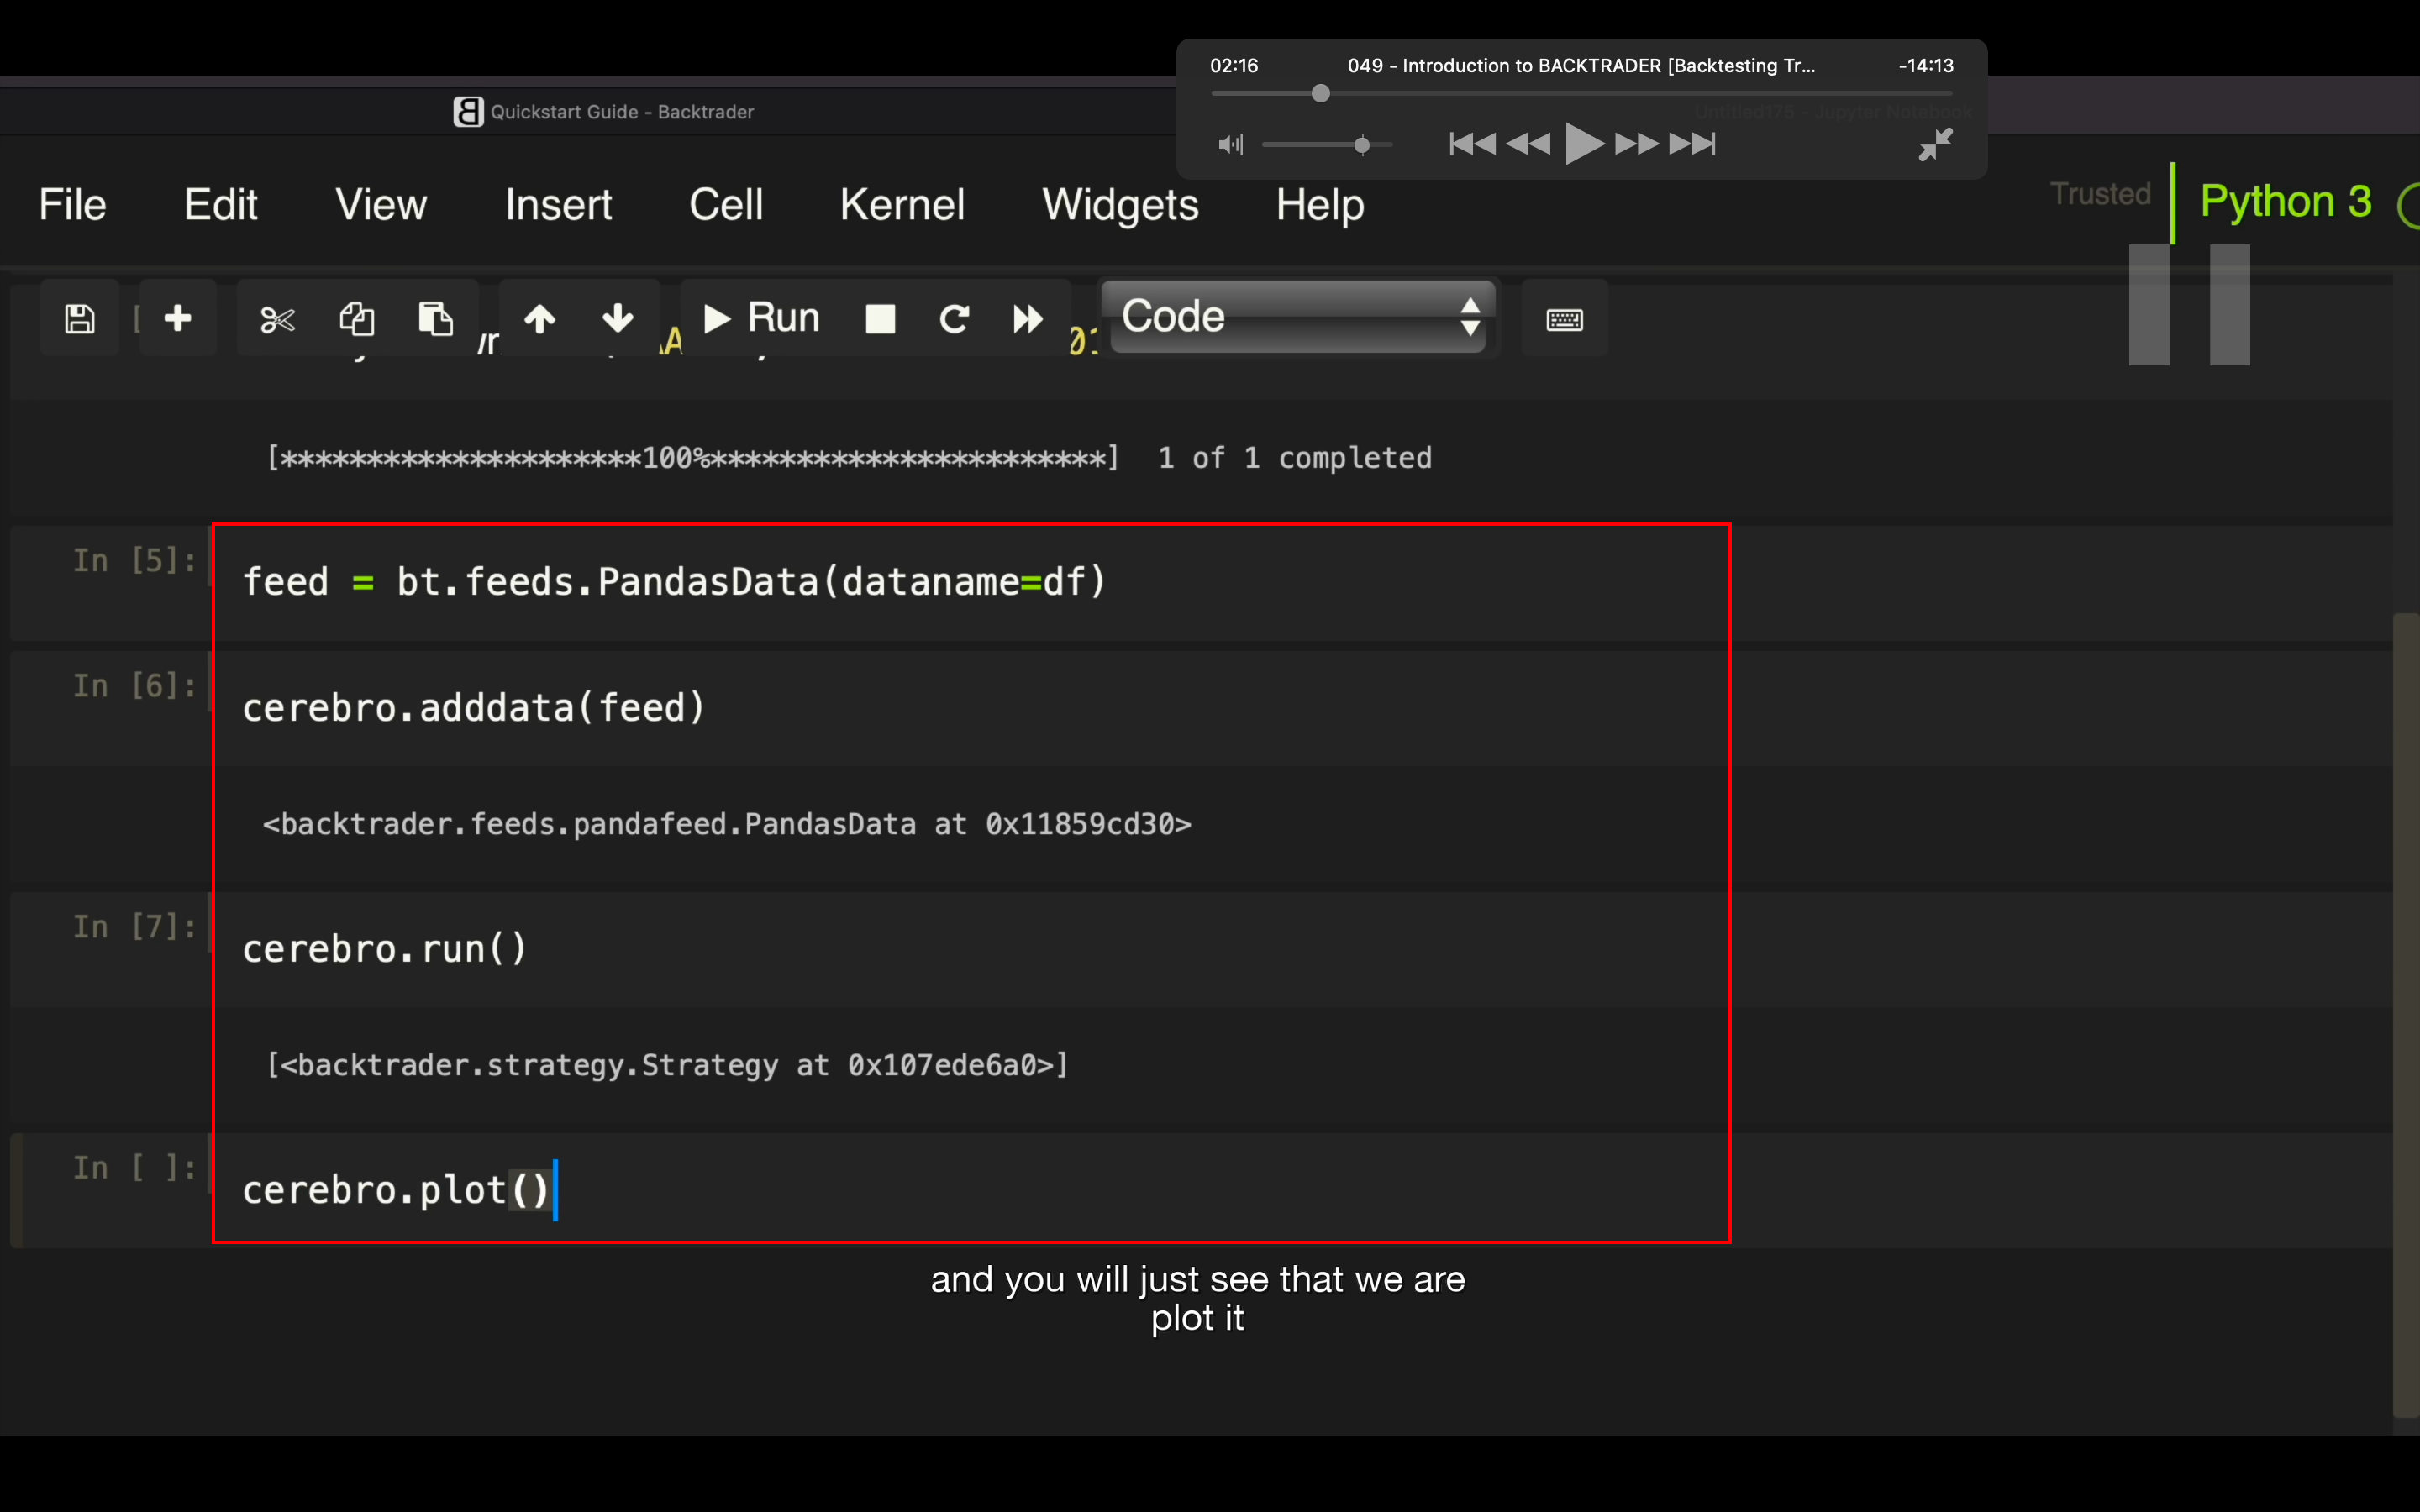 02:16 049 - Introduction to BACKTRADER [Backtesting Tr... -14:13
Quickstart Guide - Backtrader
Untitled175 - Jupyter Notebook
File Edit View Insert Cell Kernel Widgets Help
Trusted Python 3
Run Code
[*********************100%***********************] 1 of 1 completed
In [5]: feed = bt.feeds.PandasData(dataname=df)
In [6]: cerebro.adddata(feed)
<backtrader.feeds.pandafeed.PandasData at 0x11859cd30>
In [7]: cerebro.run()
[<backtrader.strategy.Strategy at 0x107ede6a0>]
In [ ]: cerebro.plot()
and you will just see that we are
plot it